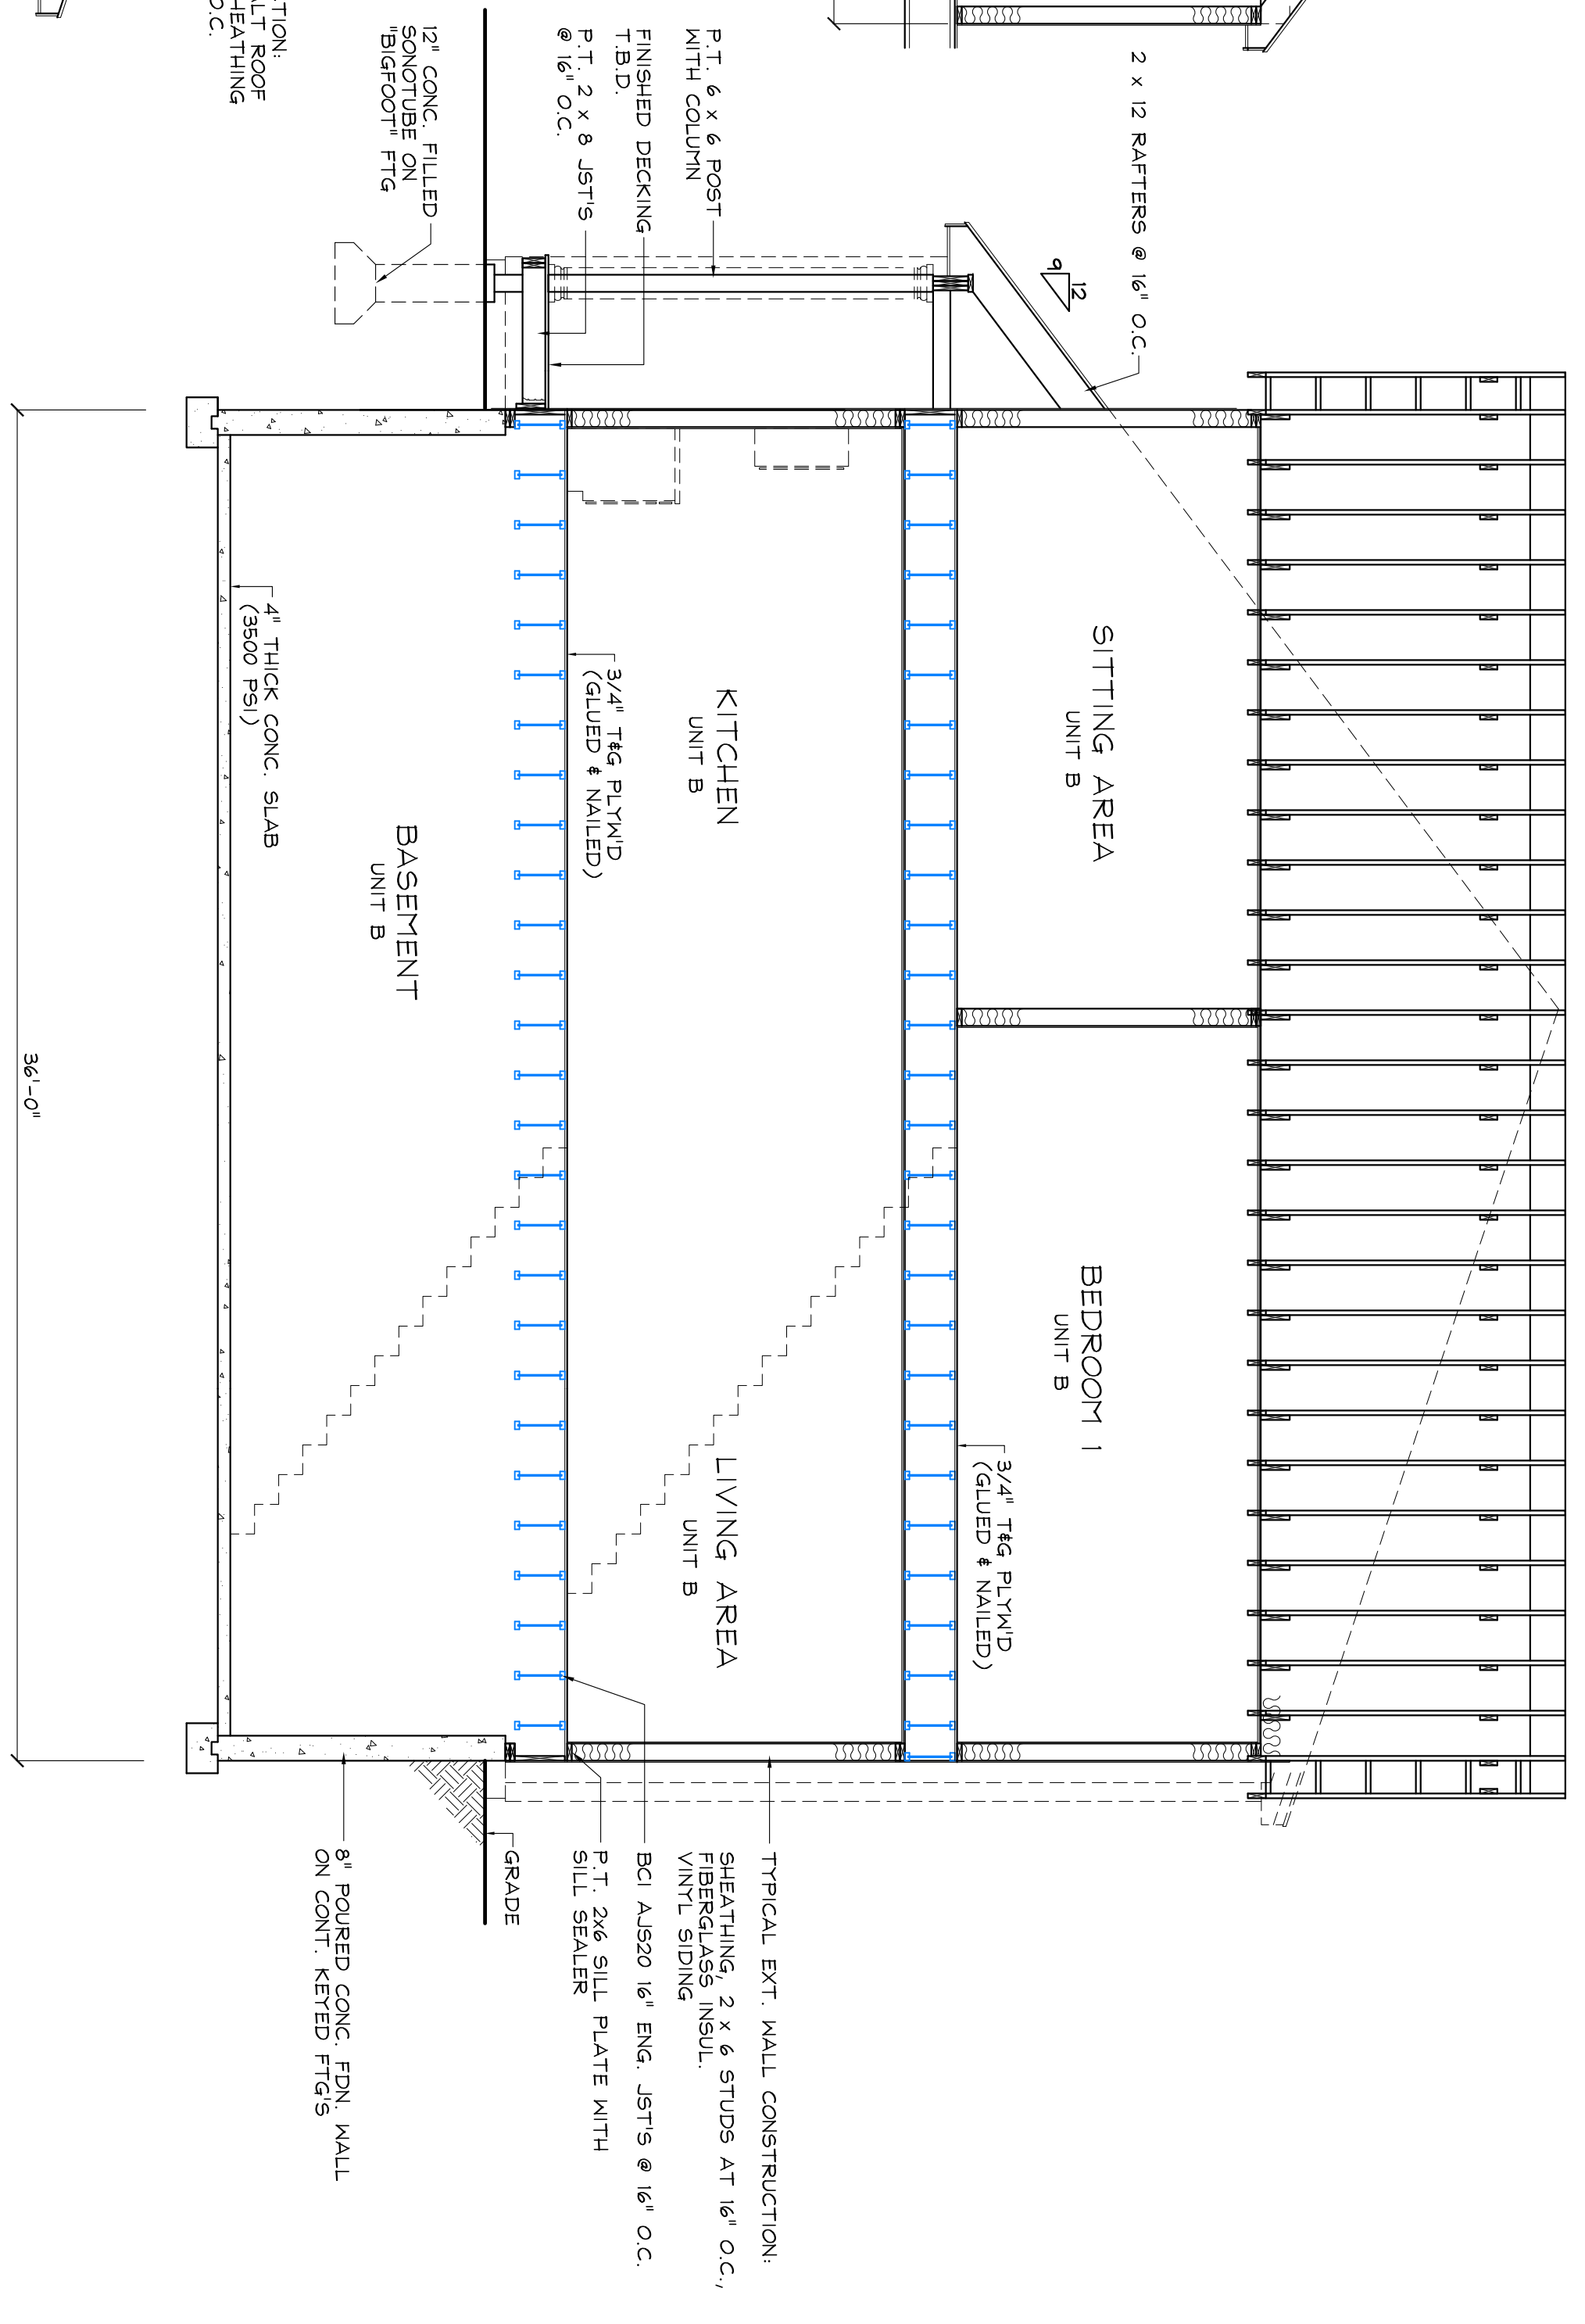 2 x 12 RAFTERS @ 16" O.C.
12
9
P.T. 6 x 6 POST
WITH COLUMN
FINISHED DECKING
T.B.D.
P.T. 2 x 8 JST'S
@ 16" O.C.
12" CONC. FILLED
SONOTUBE ON
"BIGFOOT" FTG
TION:
ALT ROOF
HEATHING
O.C.
SITTING AREA
UNIT B
BEDROOM 1
UNIT B
3/4" T&G PLYW'D
(GLUED & NAILED)
KITCHEN
UNIT B
LIVING AREA
UNIT B
3/4" T&G PLYW'D
(GLUED & NAILED)
BASEMENT
UNIT B
4" THICK CONC. SLAB
(3500 PSI)
TYPICAL EXT. WALL CONSTRUCTION:
SHEATHING, 2 x 6 STUDS AT 16" O.C.,
FIBERGLASS INSUL.
VINYL SIDING
BCI AJS20 16" ENG. JST'S @ 16" O.C.
P.T. 2x6 SILL PLATE WITH
SILL SEALER
GRADE
8" POURED CONC. FDN. WALL
ON CONT. KEYED FTG'S
36'-0"